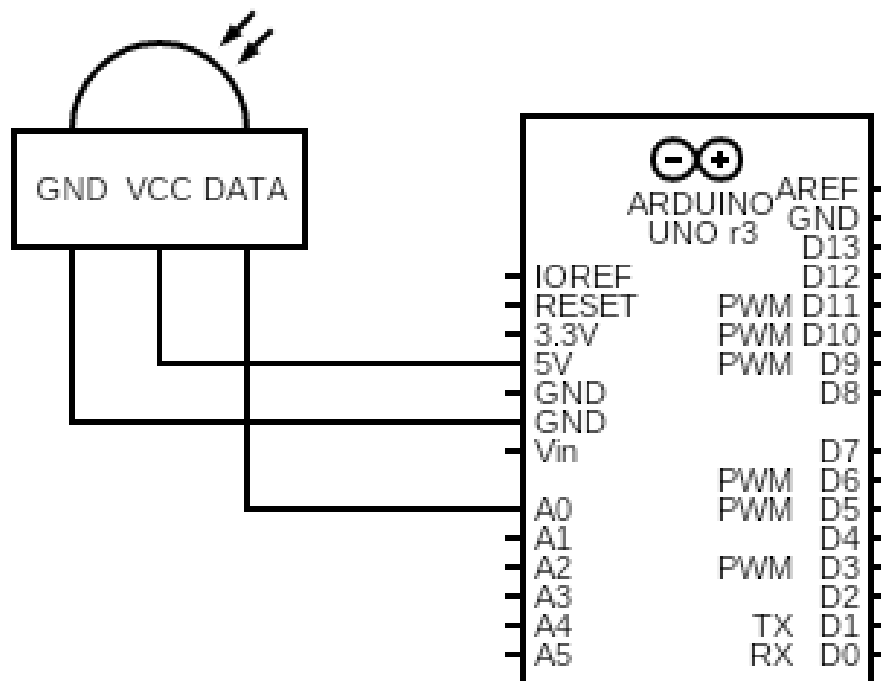 GND VCC DATA
ARDUINO
UNO r3
AREF
GND
D13
IOREF D12
RESET PWM D11
3.3V PWM D10
5V PWM D9
GND D8
GND
Vin D7
PWM D6
A0 PWM D5
A1 D4
A2 PWM D3
A3 D2
A4 TX D1
A5 RX D0